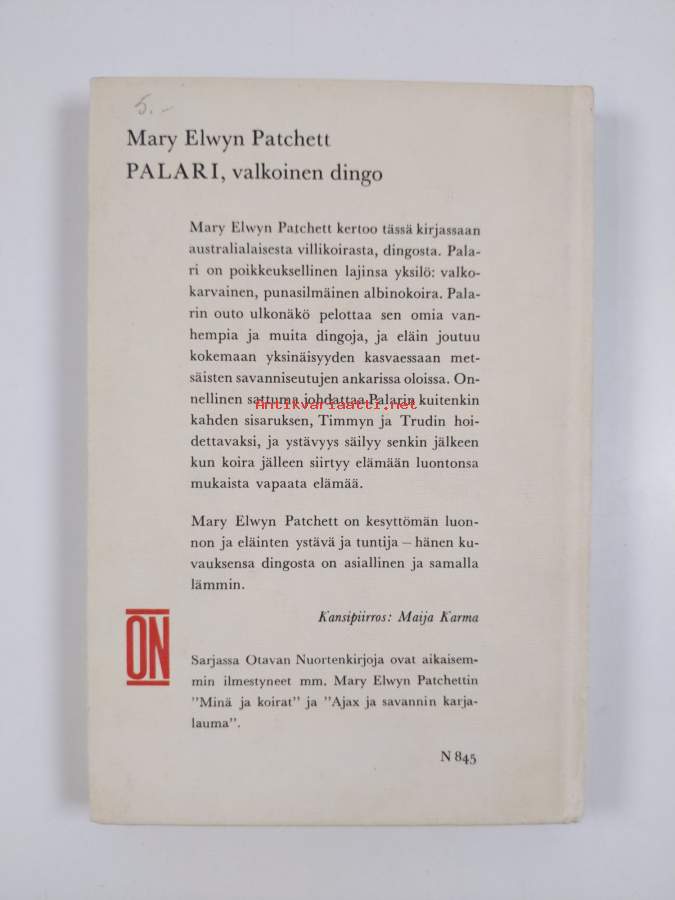 5.-
Mary Elwyn Patchett
PALARI, valkoinen dingo
Mary Elwyn Patchett kertoo tässä kirjassaan
australialaisesta villikoirasta, dingosta. Pala-
ri on poikkeuksellinen lajinsa yksilö: valko-
karvainen, punasilmäinen albinokoira. Pala-
rin outo ulkonäkö pelottaa sen omia van-
hempia ja muita dingoja, ja eläin joutuu
kokemaan yksinäisyyden kasvaessaan met-
säisten savanniseutujen ankarissa oloissa. On-
nellinen sattuma johdattaa Palarin kuitenkin
Antikvariaatti.net
kahden sisaruksen, Timmyn ja Trudin hoi-
dettavaksi, ja ystävyys säilyy senkin jälkeen
kun koira jälleen siirtyy elämään luontonsa
mukaista vapaata elämää.
Mary Elwyn Patchett on kesyttömän luon-
non ja eläinten ystävä ja tuntija – hänen ku-
vauksensa dingosta on asiallinen ja samalla
lämmin.
Kansipiirros: Maija Karma
ON
Sarjassa Otavan Nuortenkirjoja ovat aikaisem-
min ilmestyneet mm. Mary Elwyn Patchettin
"Minä ja koirat" ja "Ajax ja savannin karja-
lauma".
N 845